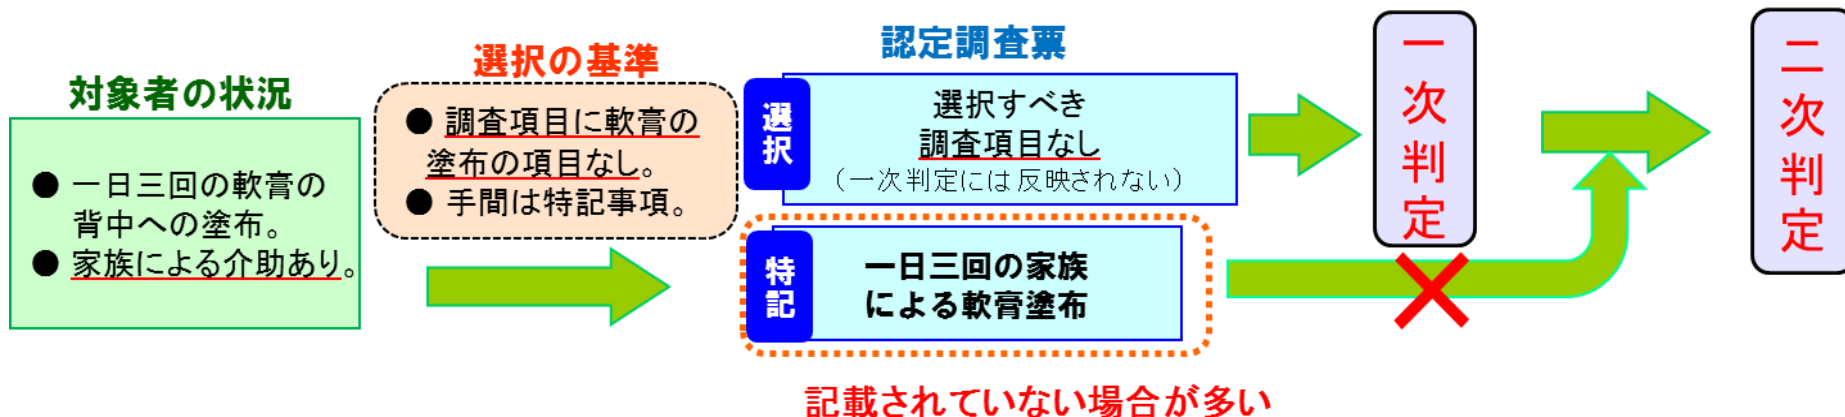 対象者の状況
● 一日三回の軟膏の
背中への塗布。
● 家族による介助あり。
選択の基準
● 調査項目に軟膏の
塗布の項目なし。
● 手間は特記事項。
認定調査票
選択
選択すべき
調査項目なし
（一次判定には反映されない）
特記
一日三回の家族
による軟膏塗布
記載されていない場合が多い
一次判定
二次判定